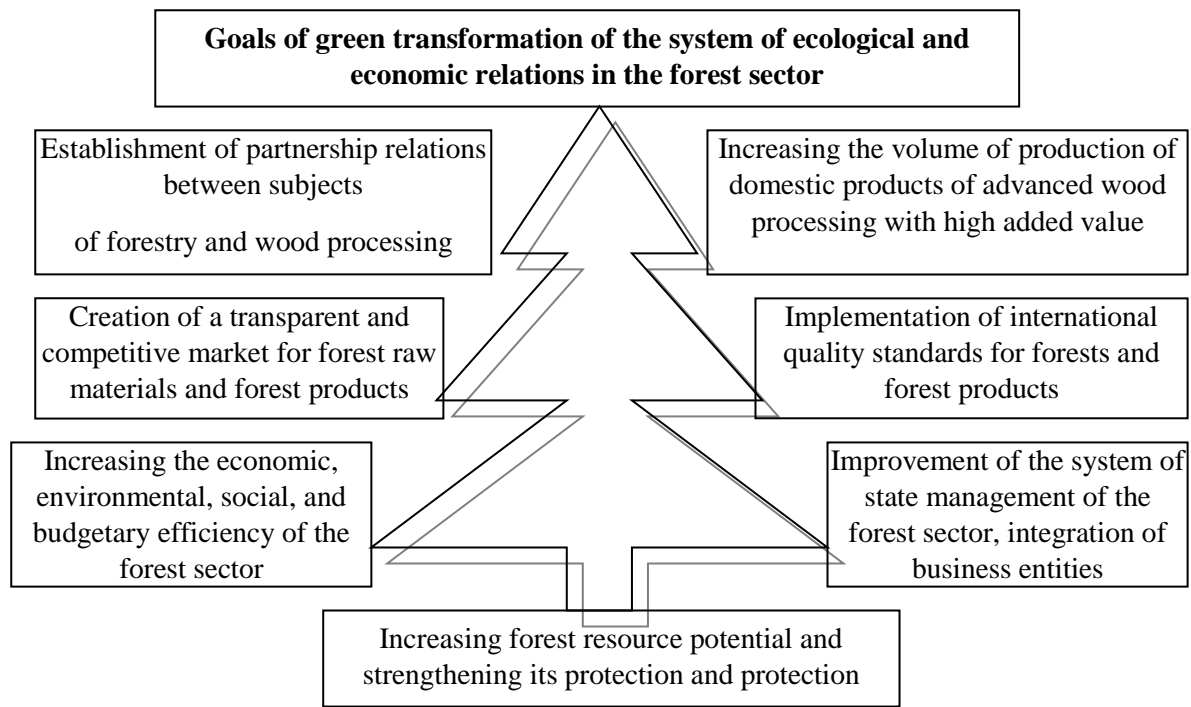 Goals of green transformation of the system of ecological and
economic relations in the forest sector
Establishment of partnership relations
between subjects
of forestry and wood processing
Increasing the volume of production of
domestic products of advanced wood
processing with high added value
Creation of a transparent and
competitive market for forest raw
materials and forest products
Implementation of international
quality standards for forests and
forest products
Increasing the economic,
environmental, social, and
budgetary efficiency of the
forest sector
Improvement of the system of
state management of the
forest sector, integration of
business entities
Increasing forest resource potential and
strengthening its protection and protection